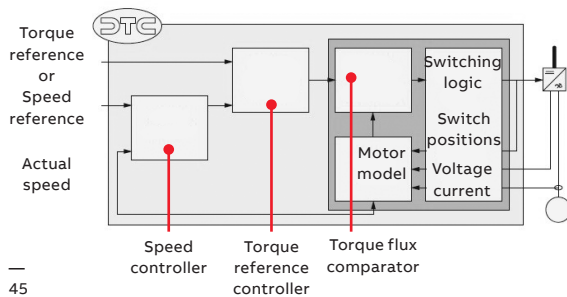 DTC
Torque
reference
or
Speed
reference
Actual
speed
Switching
logic
Switch
positions
Motor
model
Voltage
current
Speed
controller
Torque
reference
controller
Torque flux
comparator
—
45